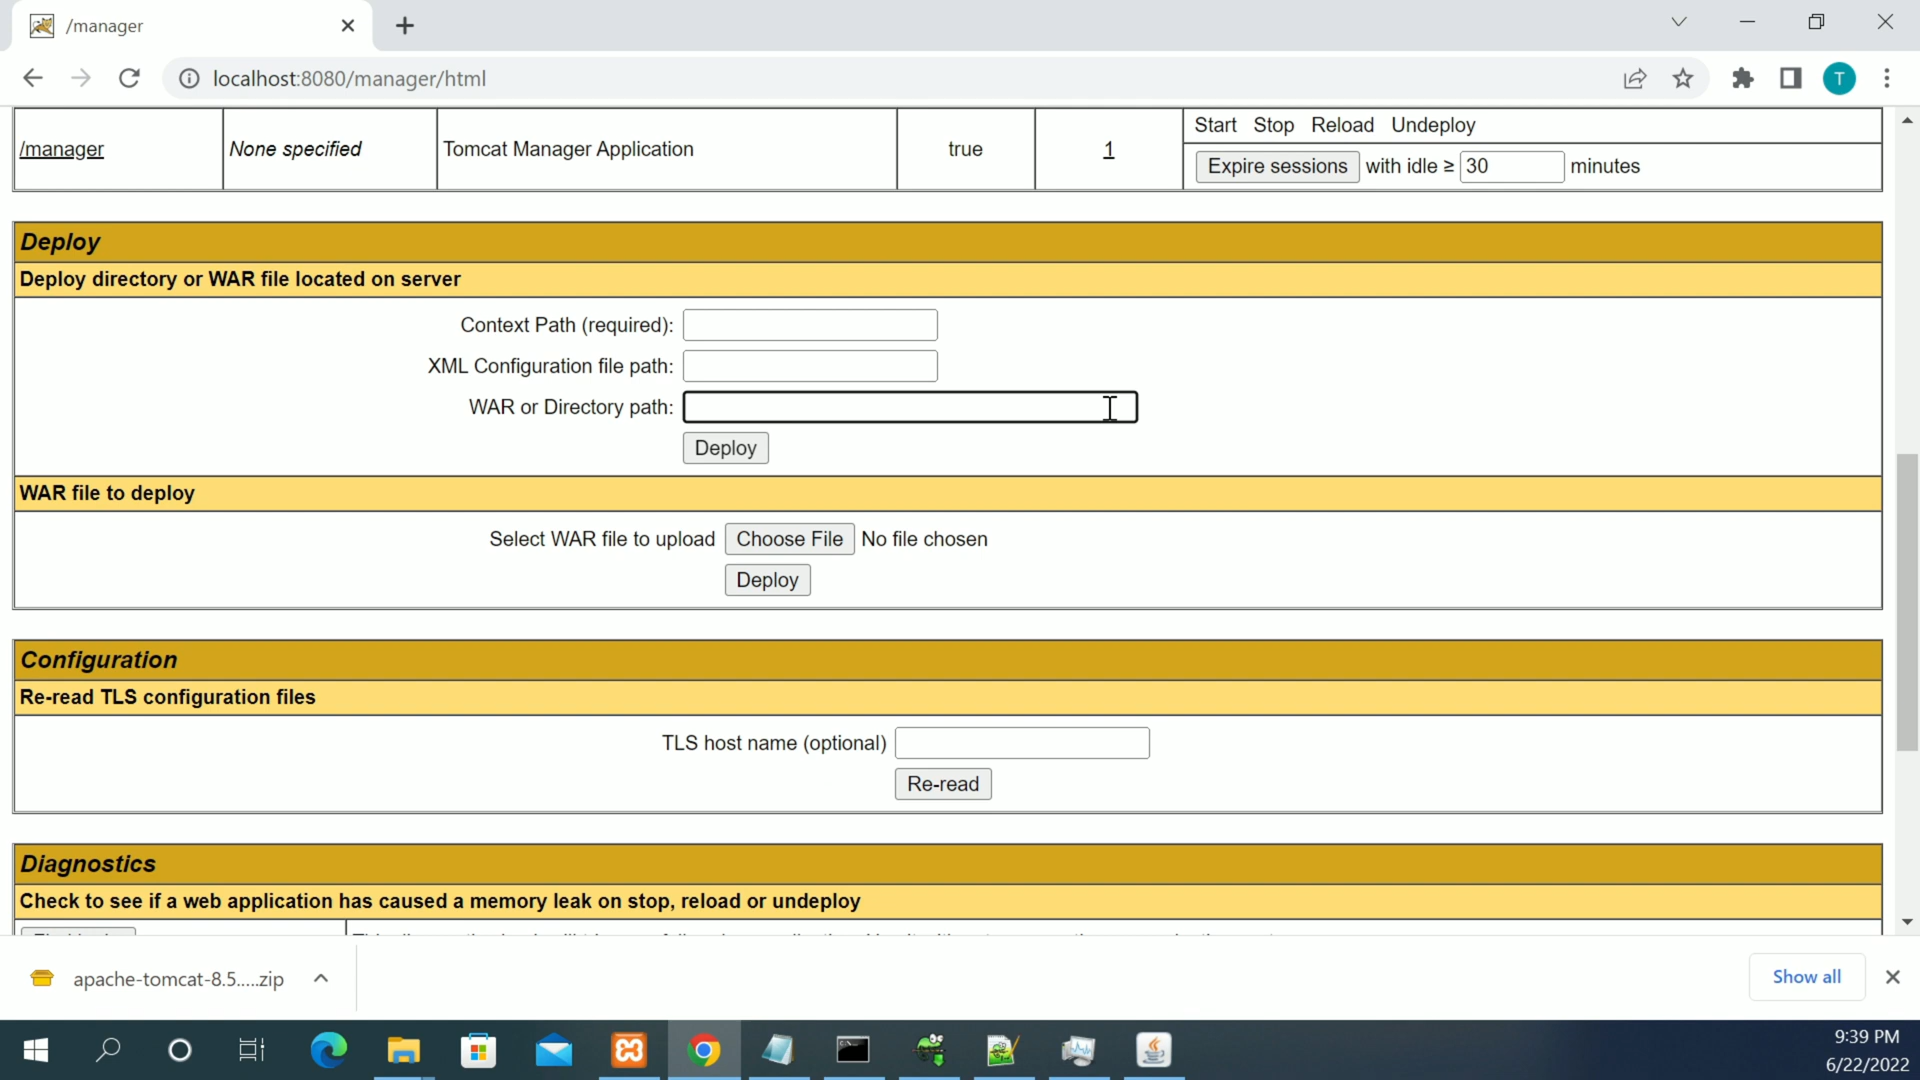 /manager
localhost:8080/manager/html
T
/manager None specified Tomcat Manager Application true 1 Start Stop Reload Undeploy
Expire sessions with idle ≥ 30 minutes
Deploy
Deploy directory or WAR file located on server
Context Path (required):
XML Configuration file path:
WAR or Directory path:
Deploy
WAR file to deploy
Select WAR file to upload Choose File No file chosen
Deploy
Configuration
Re-read TLS configuration files
TLS host name (optional)
Re-read
Diagnostics
Check to see if a web application has caused a memory leak on stop, reload or undeploy
apache-tomcat-8.5.....zip Show all
9:39 PM
6/22/2022